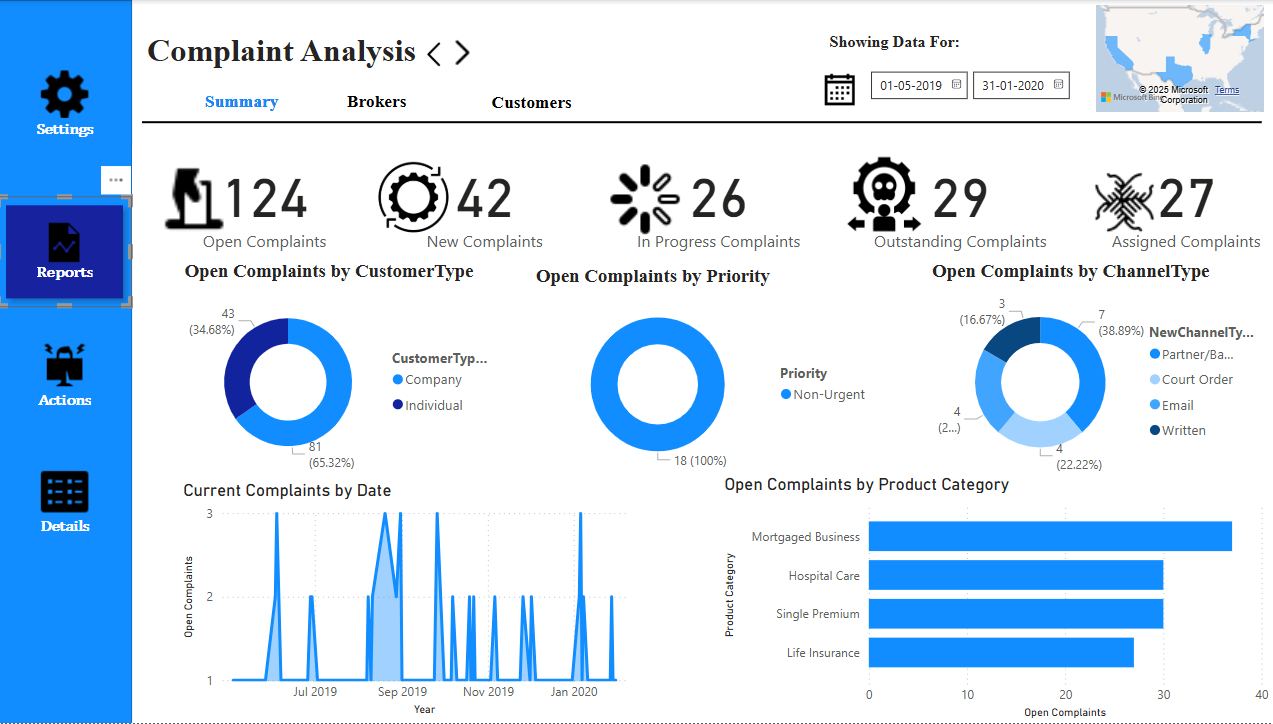 Complaint Analysis
Showing Data For:
01-05-2019
31-01-2020
© 2025 Microsoft Corporation
Terms
Microsoft Bing
Summary
Brokers
Customers
Settings
Reports
Actions
Details
124
Open Complaints
42
New Complaints
26
In Progress Complaints
29
Outstanding Complaints
27
Assigned Complaints
Open Complaints by CustomerType
43
(34.68%)
81
(65.32%)
CustomerTyp...
Company
Individual
Open Complaints by Priority
18 (100%)
Priority
Non-Urgent
Open Complaints by ChannelType
3
(16.67%)
7
(38.89%)
4
(2...)
4
(22.22%)
NewChannelTy...
Partner/Ba...
Court Order
Email
Written
Current Complaints by Date
Open Complaints
3
2
1
Jul 2019
Sep 2019
Nov 2019
Jan 2020
Year
Open Complaints by Product Category
Product Category
Mortgaged Business
Hospital Care
Single Premium
Life Insurance
0
10
20
30
40
Open Complaints